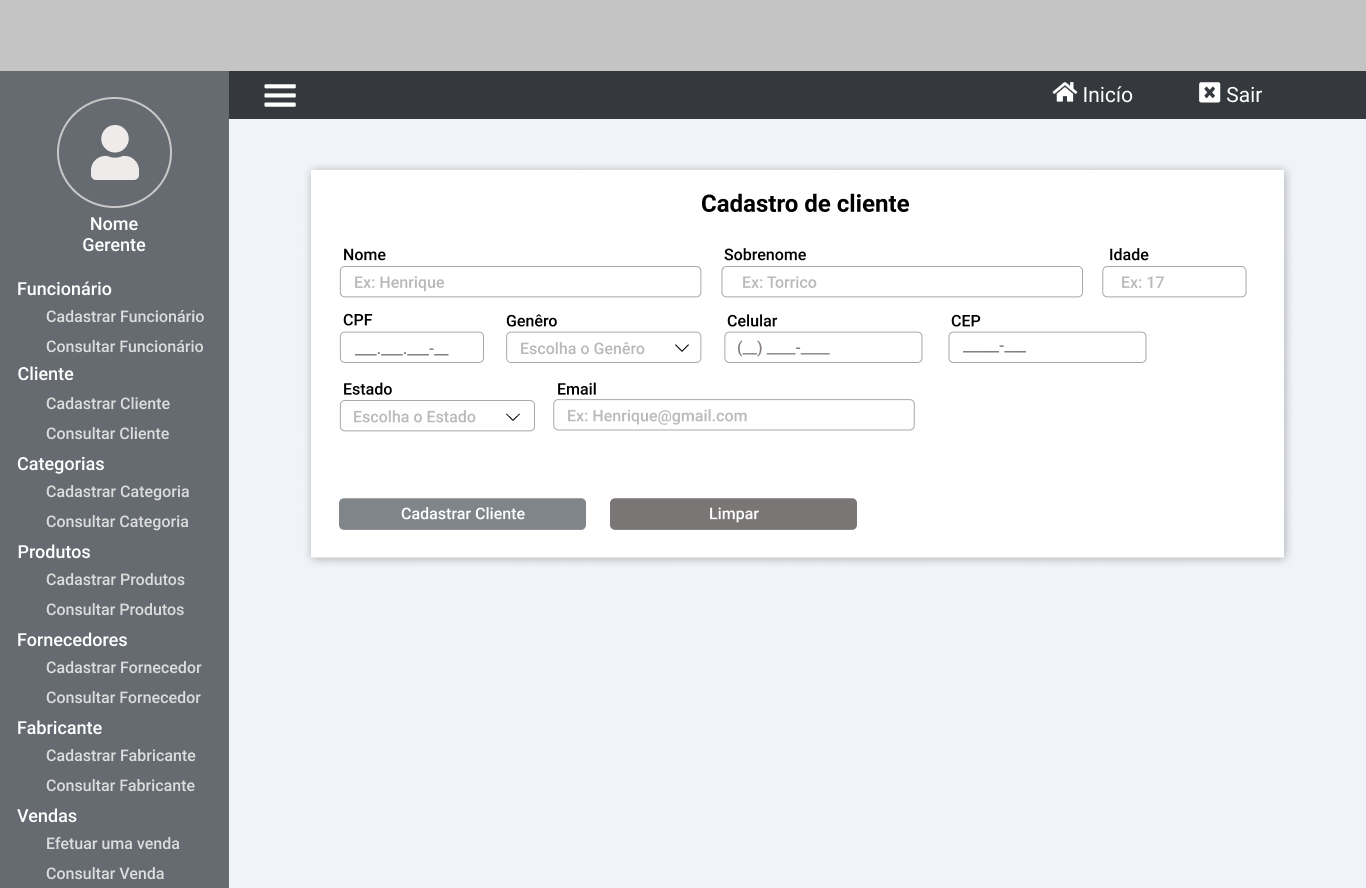 Inicío
Sair
Nome
Gerente
Funcionário
Cadastrar Funcionário
Consultar Funcionário
Cliente
Cadastrar Cliente
Consultar Cliente
Categorias
Cadastrar Categoria
Consultar Categoria
Produtos
Cadastrar Produtos
Consultar Produtos
Fornecedores
Cadastrar Fornecedor
Consultar Fornecedor
Fabricante
Cadastrar Fabricante
Consultar Fabricante
Vendas
Efetuar uma venda
Consultar Venda
Cadastro de cliente
Nome
Ex: Henrique
Sobrenome
Ex: Torrico
Idade
Ex: 17
CPF
___.___.___-__
Genêro
Escolha o Genêro
Celular
(__) ____-____
CEP
_____-___
Estado
Escolha o Estado
Email
Ex: Henrique@gmail.com
Cadastrar Cliente
Limpar